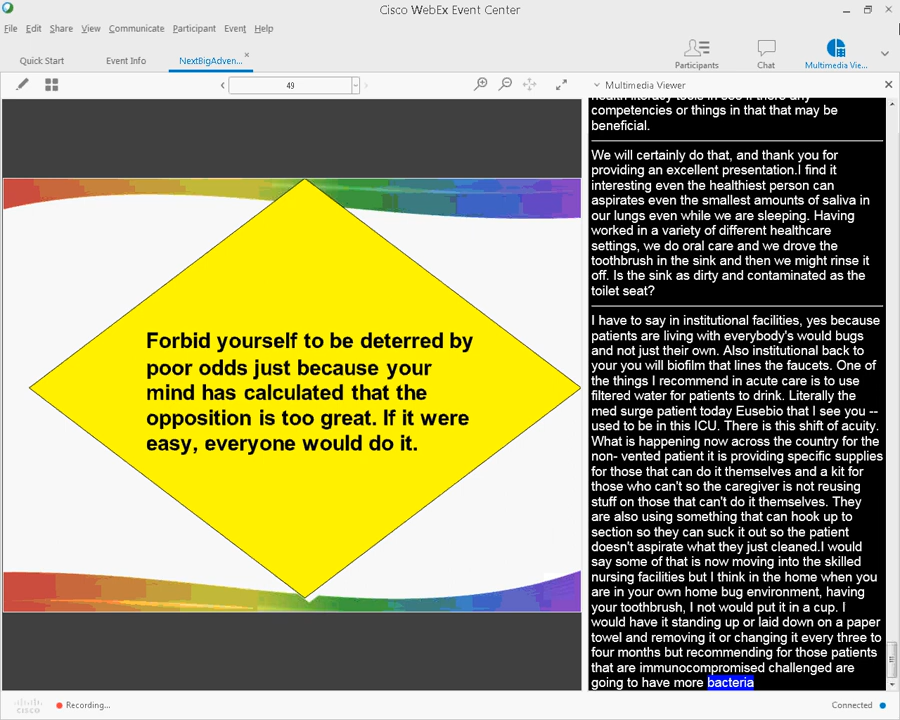 Cisco WebEx Event Center
File Edit Share View Communicate Participant Event Help
Quick Start Event Info NextBigAdven... Participants Chat Multimedia Vie...
49 Multimedia Viewer
Forbid yourself to be deterred by
poor odds just because your
mind has calculated that the
opposition is too great. If it were
easy, everyone would do it.
health literacy tools in see if there any
competencies or things in that that may be
beneficial.
We will certainly do that, and thank you for
providing an excellent presentation.I find it
interesting even the healthiest person can
aspirates even the smallest amounts of saliva in
our lungs even while we are sleeping. Having
worked in a variety of different healthcare
settings, we do oral care and we drove the
toothbrush in the sink and then we might rinse it
off. Is the sink as dirty and contaminated as the
toilet seat?
I have to say in institutional facilities, yes because
patients are living with everybody's would bugs
and not just their own. Also institutional back to
your you will biofilm that lines the faucets. One of
the things I recommend in acute care is to use
filtered water for patients to drink. Literally the
med surge patient today Eusebio that I see you --
used to be in this ICU. There is this shift of acuity.
What is happening now across the country for the
non- vented patient it is providing specific supplies
for those that can do it themselves and a kit for
those who can't so the caregiver is not reusing
stuff on those that can't do it themselves. They
are also using something that can hook up to
section so they can suck it out so the patient
doesn't aspirate what they just cleaned.I would
say some of that is now moving into the skilled
nursing facilities but I think in the home when you
are in your own home bug environment, having
your toothbrush, I not would put it in a cup. I
would have it standing up or laid down on a paper
towel and removing it or changing it every three to
four months but recommending for those patients
that are immunocompromised challenged are
going to have more bacteria
cisco Recording... Connected